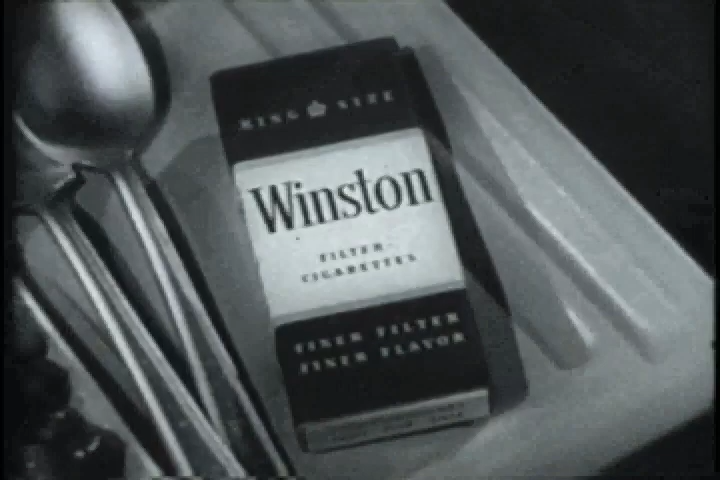 KING SIZE
Winston
FILTER-
CIGARETTES
FINER FILTER
FINER FLAVOR